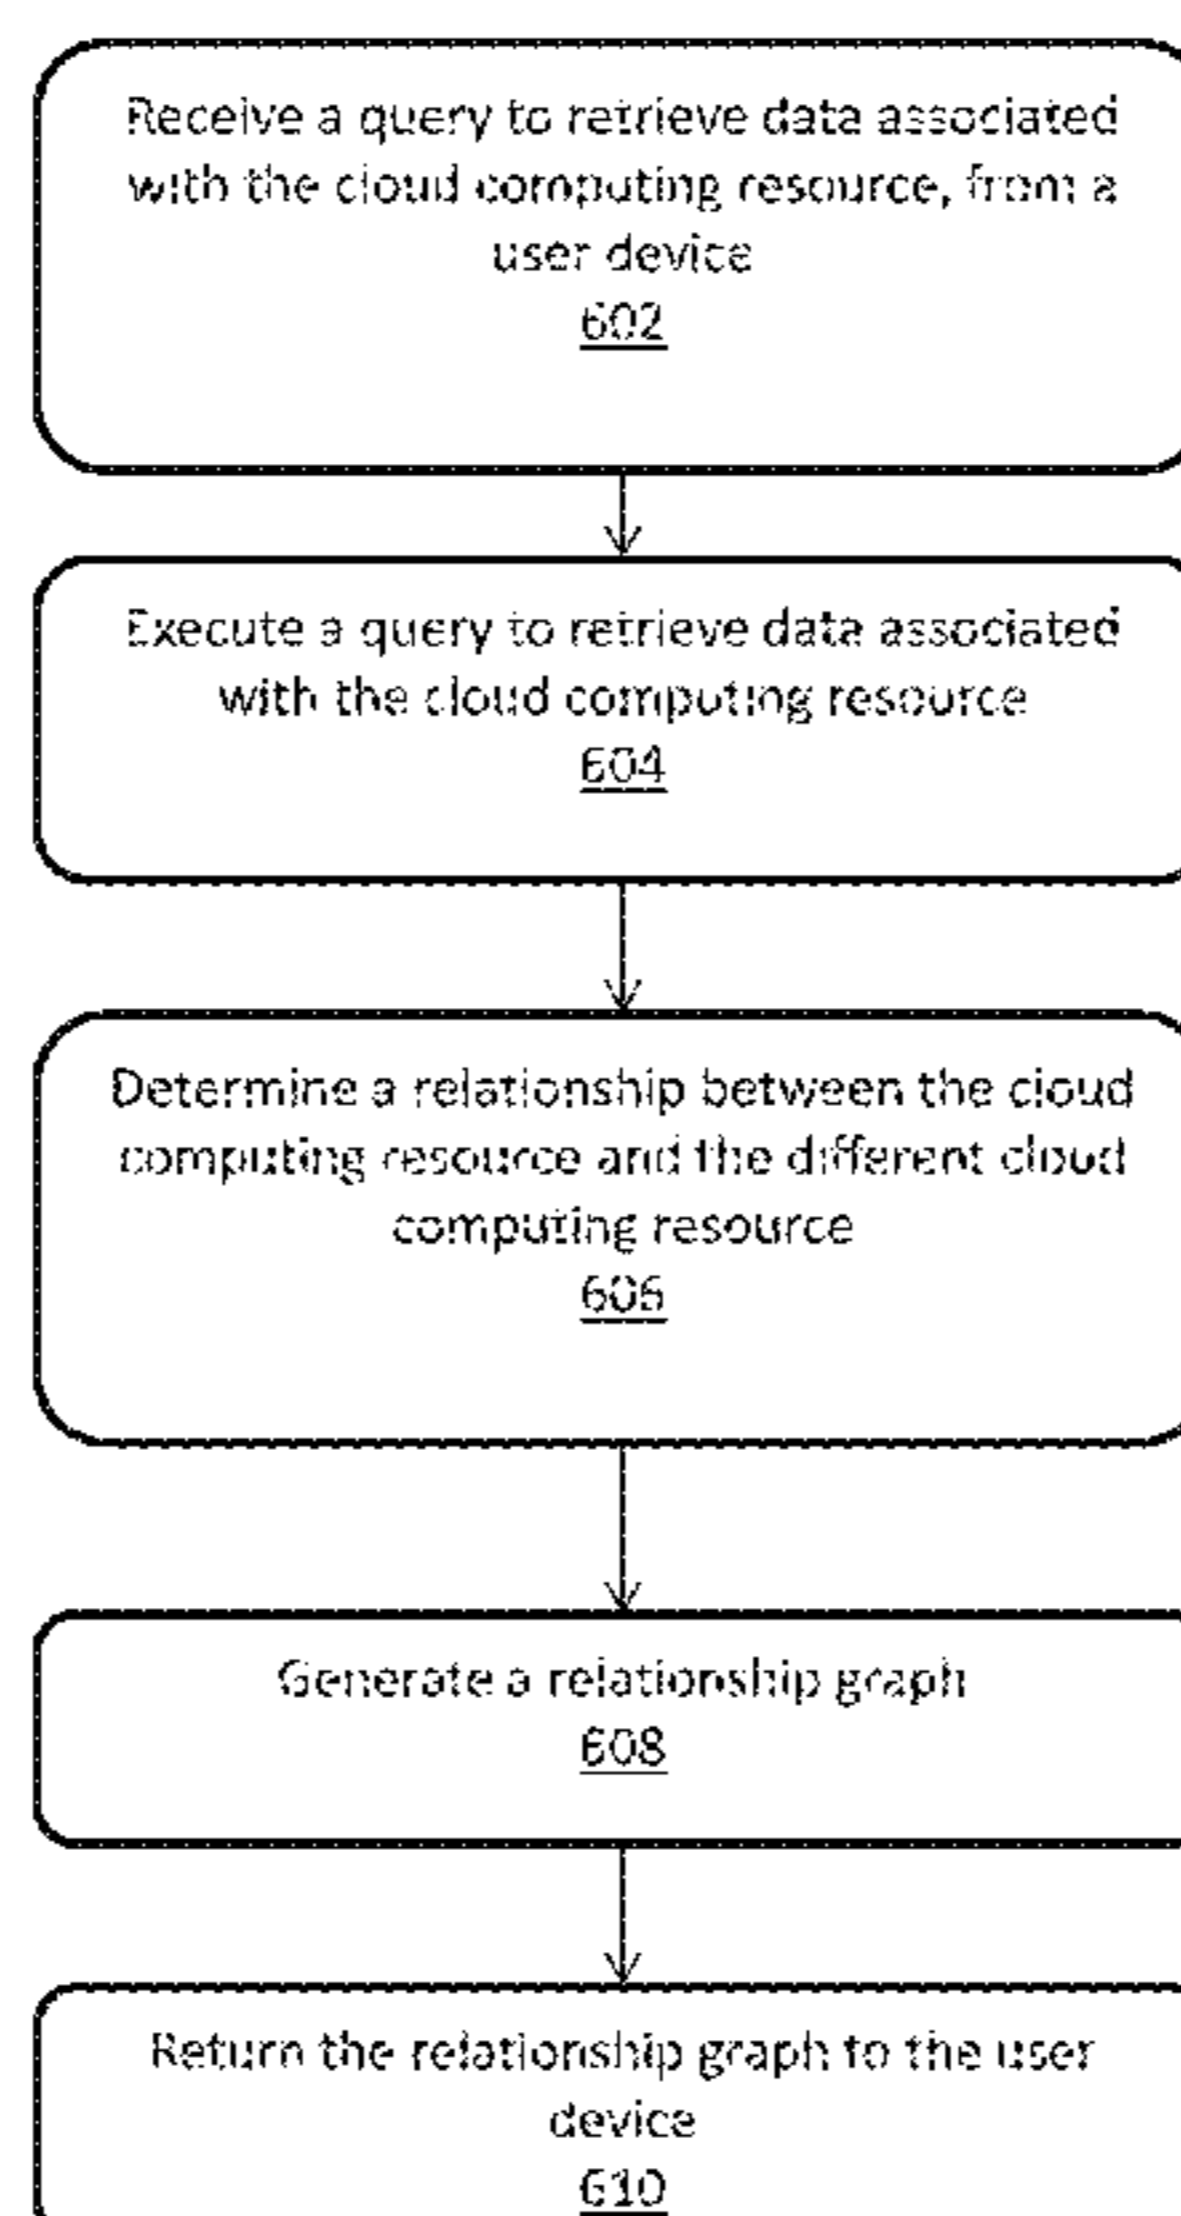 Receive a query to retrieve data associated
with the cloud computing resource, from a
user device
602
Execute a query to retrieve data associated
with the cloud computing resource
604
Determine a relationship between the cloud
computing resource and the different cloud
computing resource
606
Generate a relationship graph
608
Return the relationship graph to the user
device
610